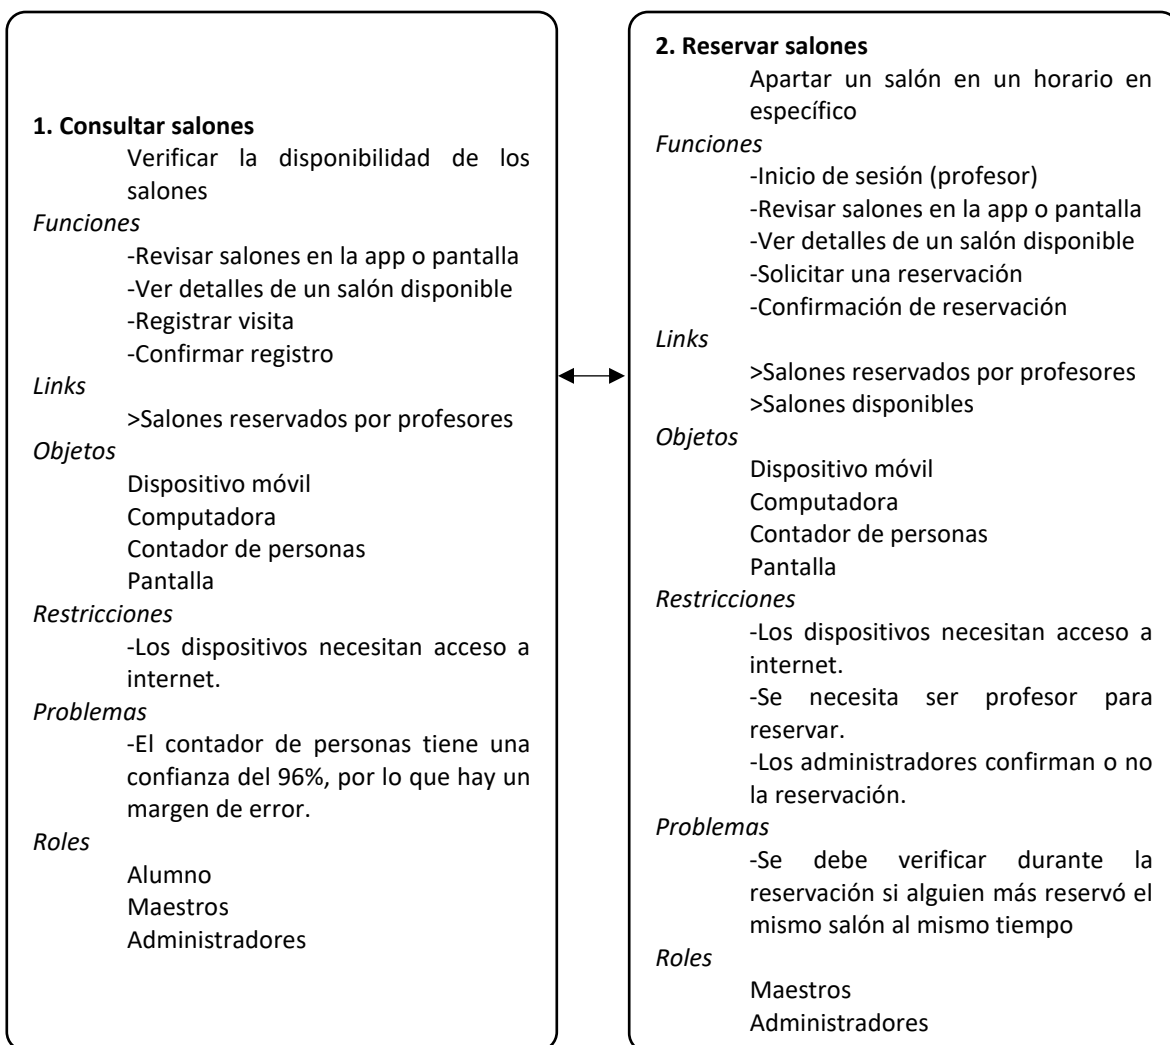 1. Consultar salones
Verificar la disponibilidad de los
salones
Funciones
-Revisar salones en la app o pantalla
-Ver detalles de un salón disponible
-Registrar visita
-Confirmar registro
Links
>Salones reservados por profesores
Objetos
Dispositivo móvil
Computadora
Contador de personas
Pantalla
Restricciones
-Los dispositivos necesitan acceso a
internet.
Problemas
-El contador de personas tiene una
confianza del 96%, por lo que hay un
margen de error.
Roles
Alumno
Maestros
Administradores
2. Reservar salones
Apartar un salón en un horario en
específico
Funciones
-Inicio de sesión (profesor)
-Revisar salones en la app o pantalla
-Ver detalles de un salón disponible
-Solicitar una reservación
-Confirmación de reservación
Links
>Salones reservados por profesores
>Salones disponibles
Objetos
Dispositivo móvil
Computadora
Contador de personas
Pantalla
Restricciones
-Los dispositivos necesitan acceso a
internet.
-Se necesita ser profesor para
reservar.
-Los administradores confirman o no
la reservación.
Problemas
-Se debe verificar durante la
reservación si alguien más reservó el
mismo salón al mismo tiempo
Roles
Maestros
Administradores